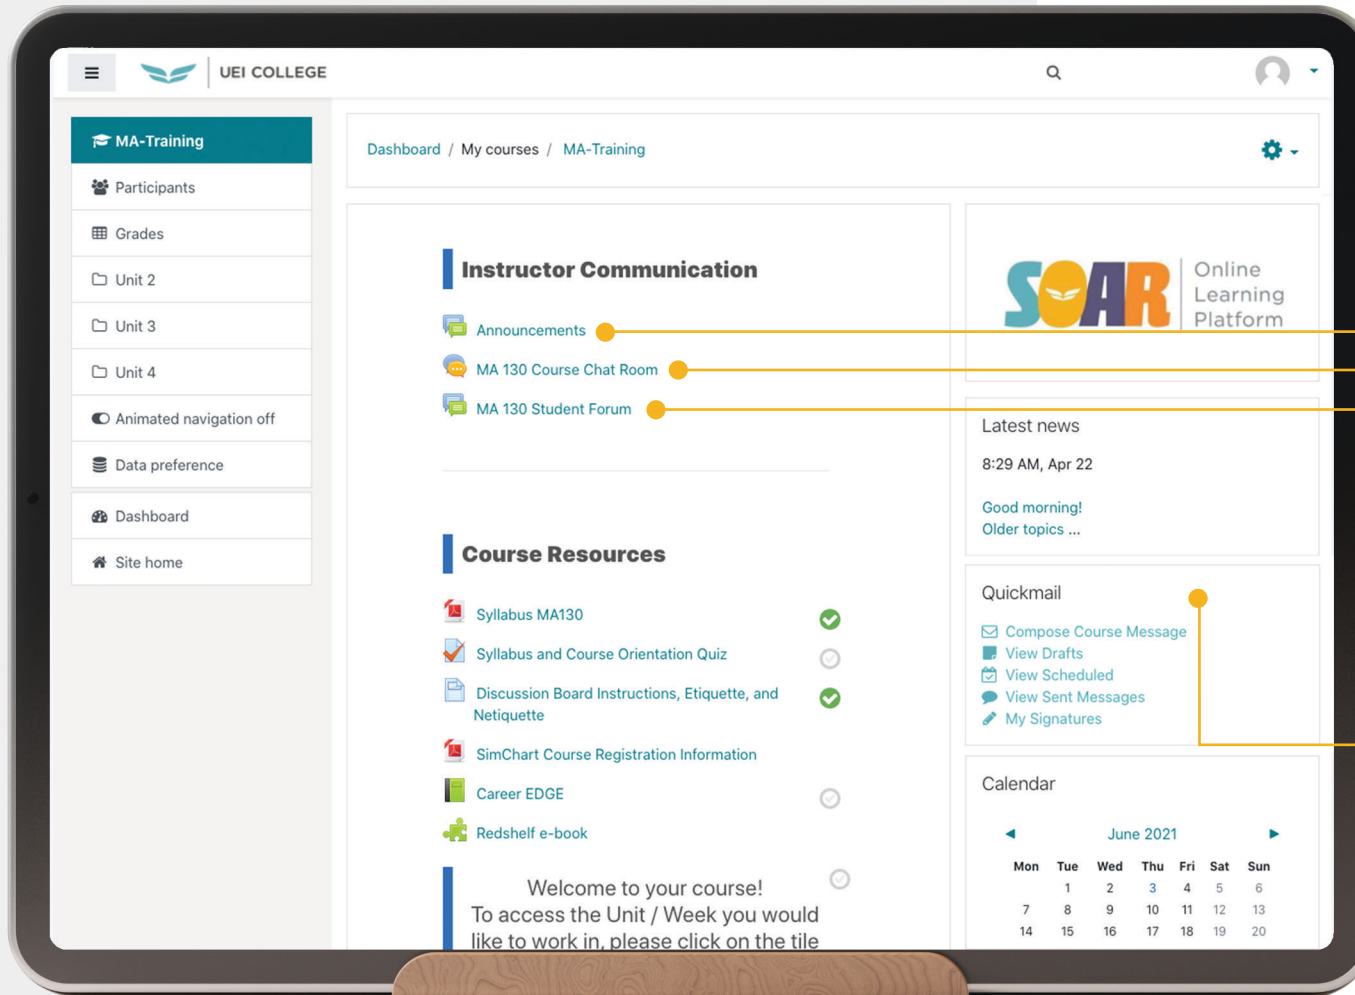 UEI COLLEGE
MA-Training
Participants
Grades
Unit 2
Unit 3
Unit 4
Animated navigation off
Data preference
Dashboard
Site home
Dashboard / My courses / MA-Training
Instructor Communication
Announcements
MA 130 Course Chat Room
MA 130 Student Forum
Course Resources
Syllabus MA130
Syllabus and Course Orientation Quiz
Discussion Board Instructions, Etiquette, and
Netiquette
SimChart Course Registration Information
Career EDGE
Redshelf e-book
Welcome to your course!
To access the Unit / Week you would
like to work in, please click on the tile
SOAR
Online
Learning
Platform
Latest news
8:29 AM, Apr 22
Good morning!
Older topics ...
Quickmail
Compose Course Message
View Drafts
View Scheduled
View Sent Messages
My Signatures
Calendar
June 2021
Mon Tue Wed Thu Fri Sat Sun
1 2 3 4 5 6
7 8 9 10 11 12 13
14 15 16 17 18 19 20